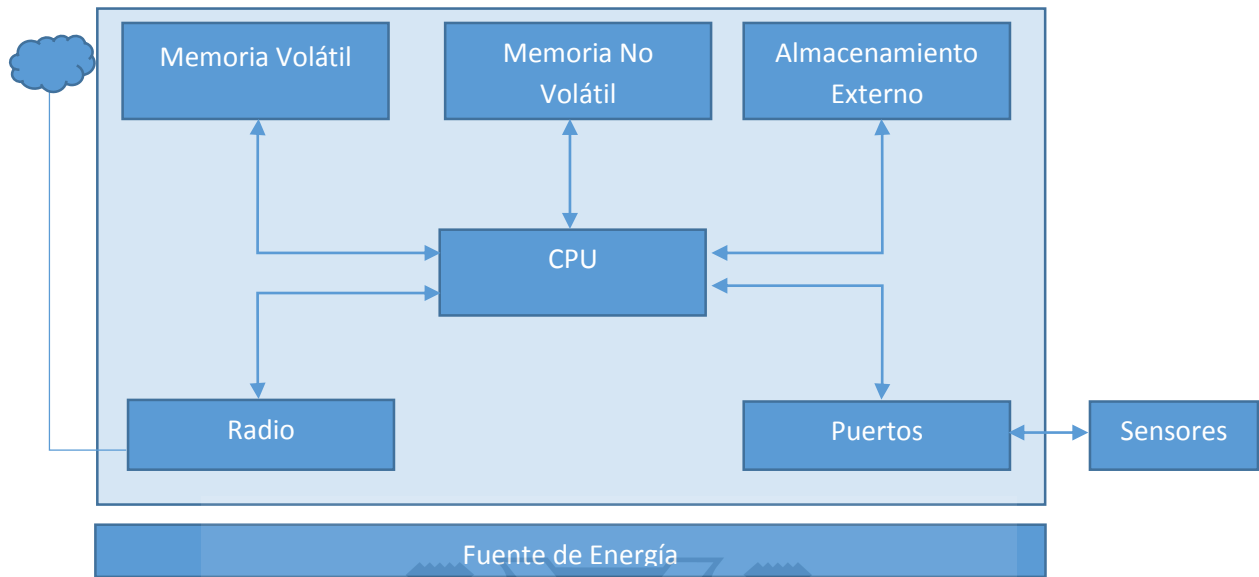 Memoria Volátil
Memoria No
Volátil
Almacenamiento
Externo
CPU
Radio
Puertos
Sensores
Fuente de Energía